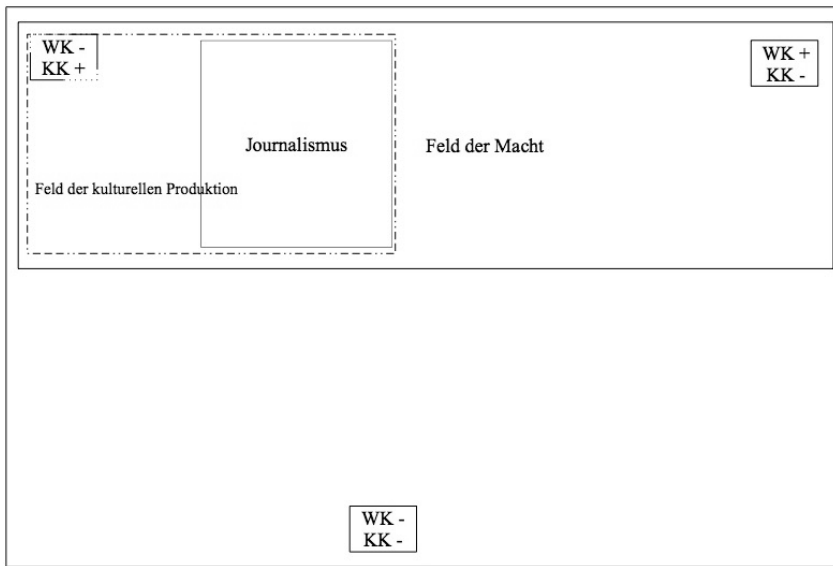 WK -
KK +
WK +
KK -
Journalismus
Feld der Macht
Feld der kulturellen Produktion
WK -
KK -